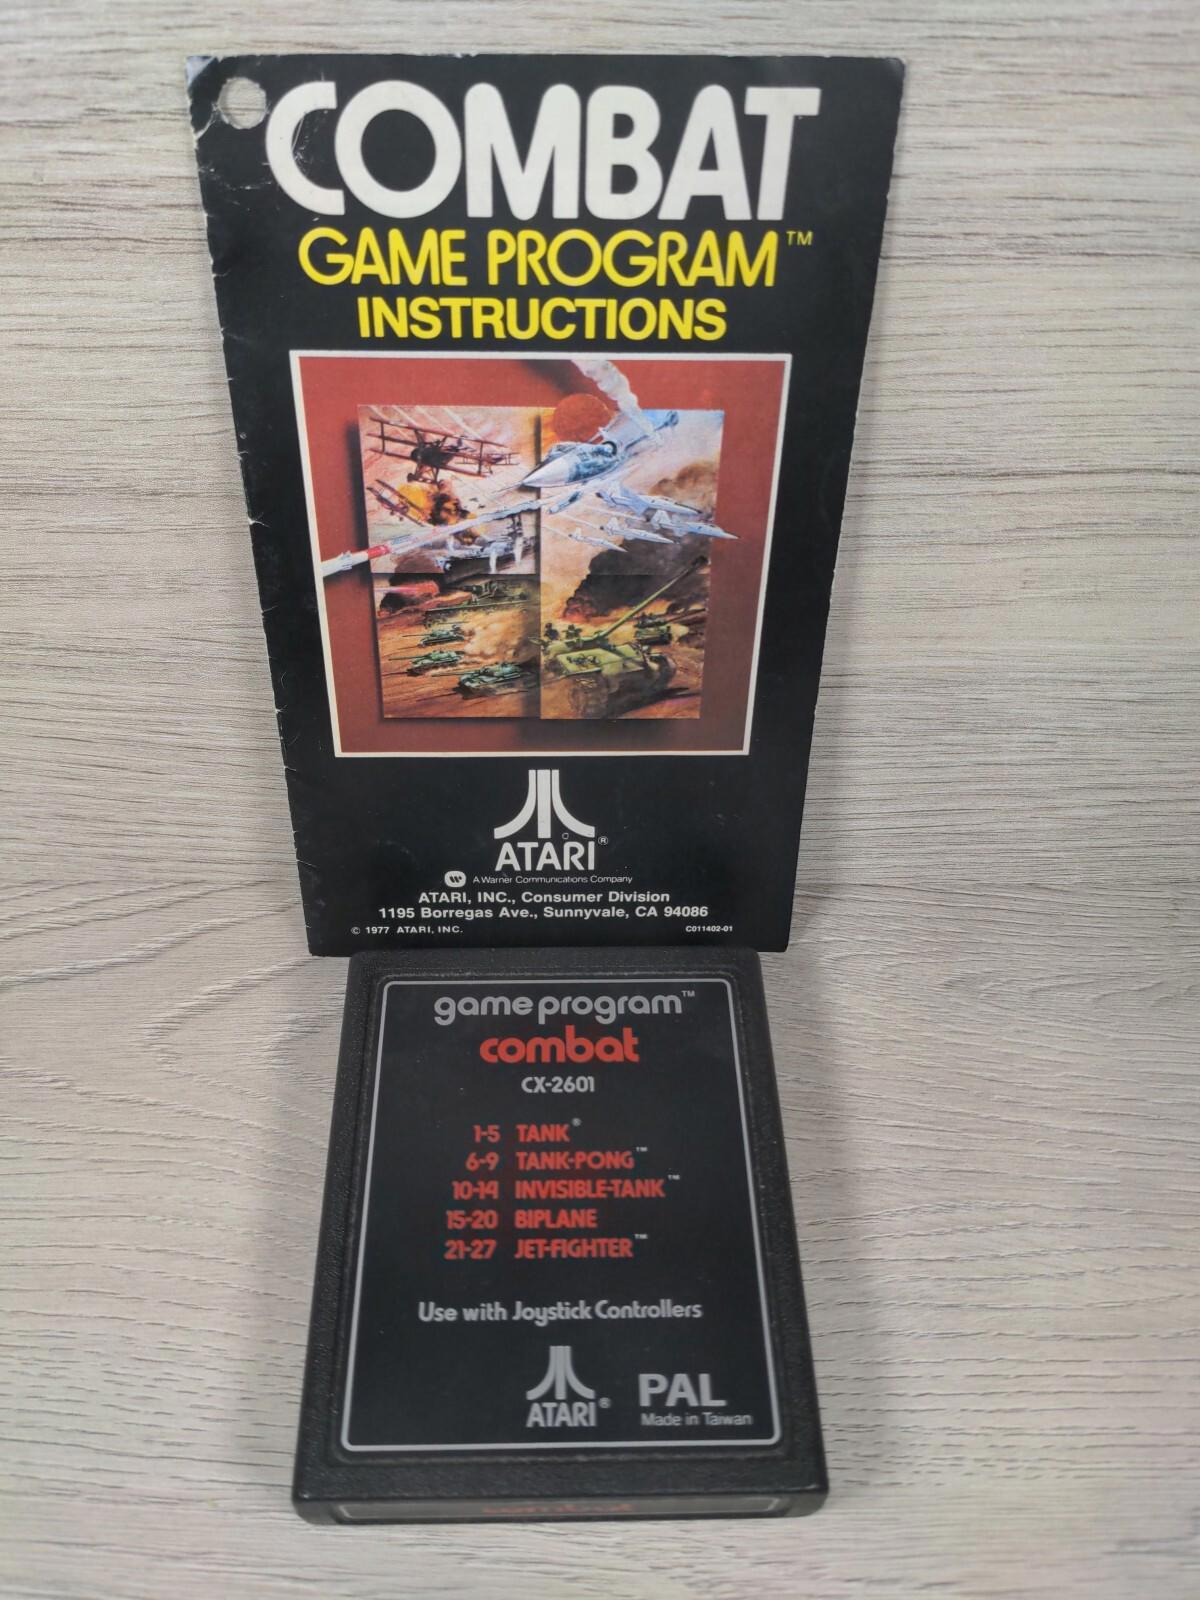 COMBAT
GAME PROGRAM™
INSTRUCTIONS
ATARI®
A Warner Communications Company
ATARI, INC., Consumer Division
1195 Borregas Ave., Sunnyvale, CA 94086
© 1977 ATARI, INC. C011402-01
game program™
combat
CX-2601
1-5 TANK®
6-9 TANK-PONG™
10-14 INVISIBLE-TANK™
15-20 BIPLANE
21-27 JET-FIGHTER™
Use with Joystick Controllers
ATARI® PAL
Made in Taiwan